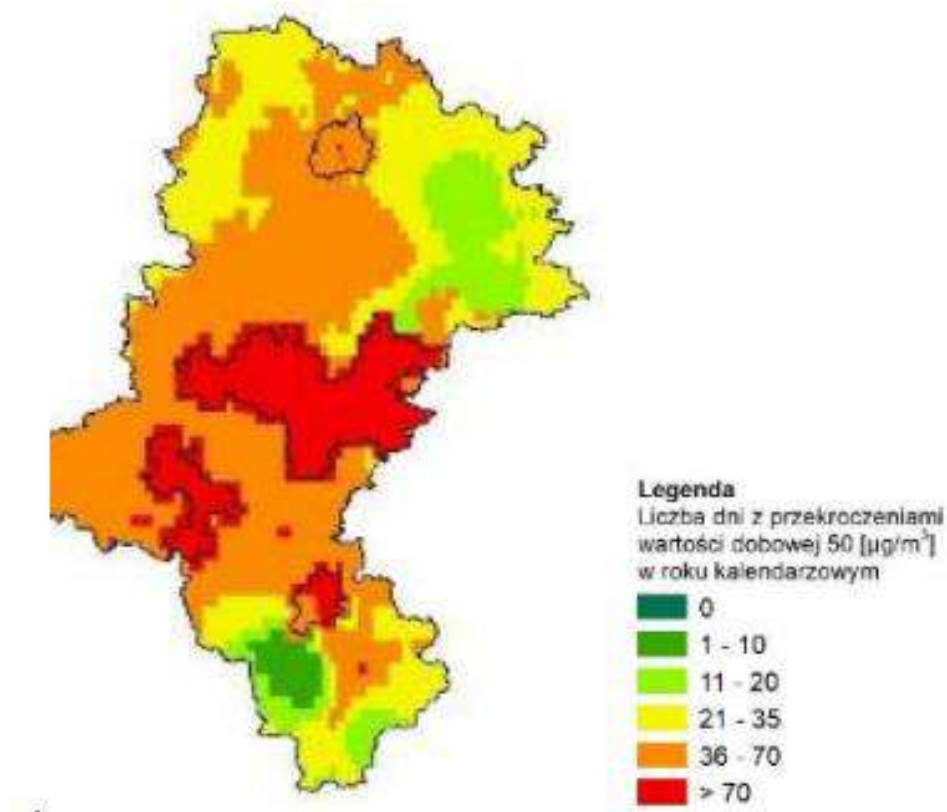 Legenda
Liczba dni z przekroczeniami
wartości dobowej 50 [µg/m³]
w roku kalendarzowym
0
1 - 10
11 - 20
21 - 35
36 - 70
> 70